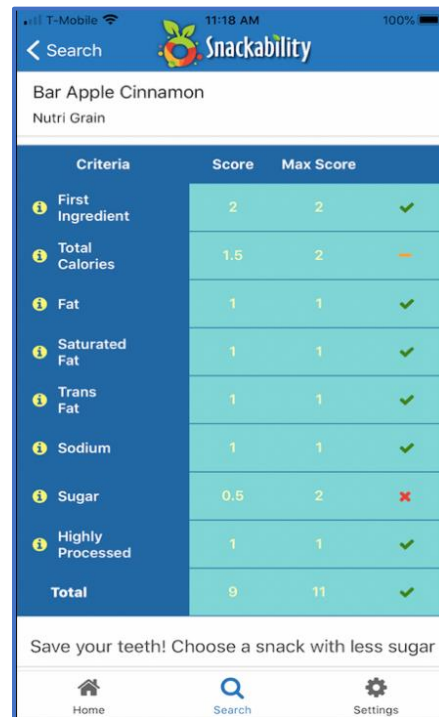 T-Mobile 11:18 AM 100%
Search Snackability
Bar Apple Cinnamon
Nutri Grain
Criteria Score Max Score
First
Ingredient 2 2
Total
Calories 1.5 2
Fat 1 1
Saturated
Fat 1 1
Trans
Fat 1 1
Sodium 1 1
Sugar 0.5 2
Highly
Processed 1 1
Total 9 11
Save your teeth! Choose a snack with less sugar
Home Search Settings